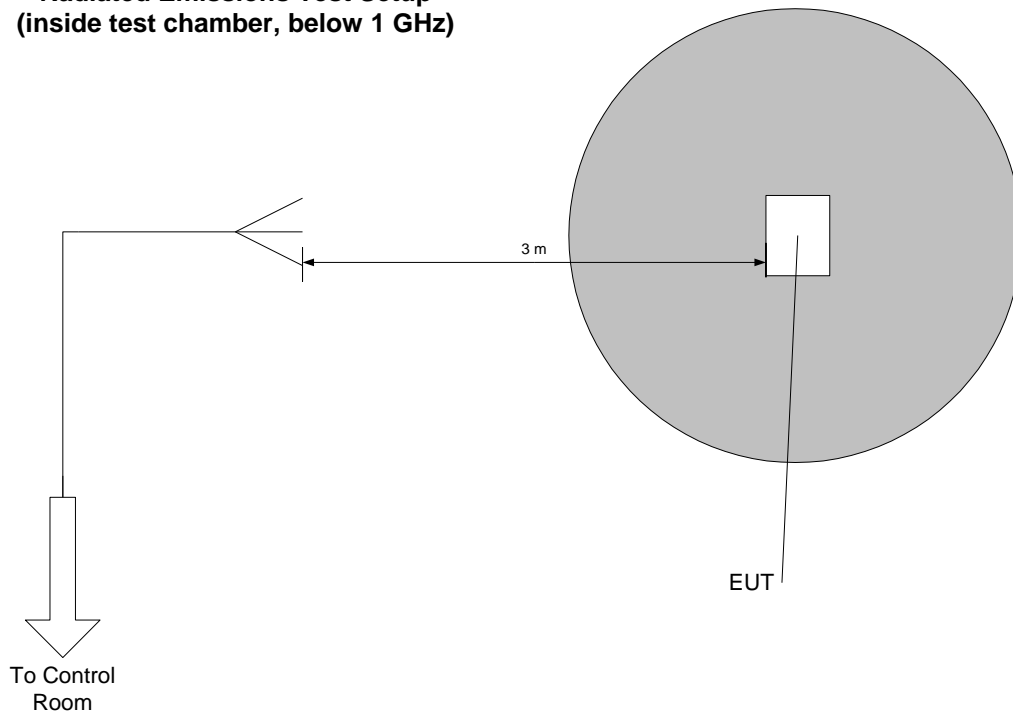 Radiated Emissions Test Setup
(inside test chamber, below 1 GHz)
3 m
EUT
To Control
Room